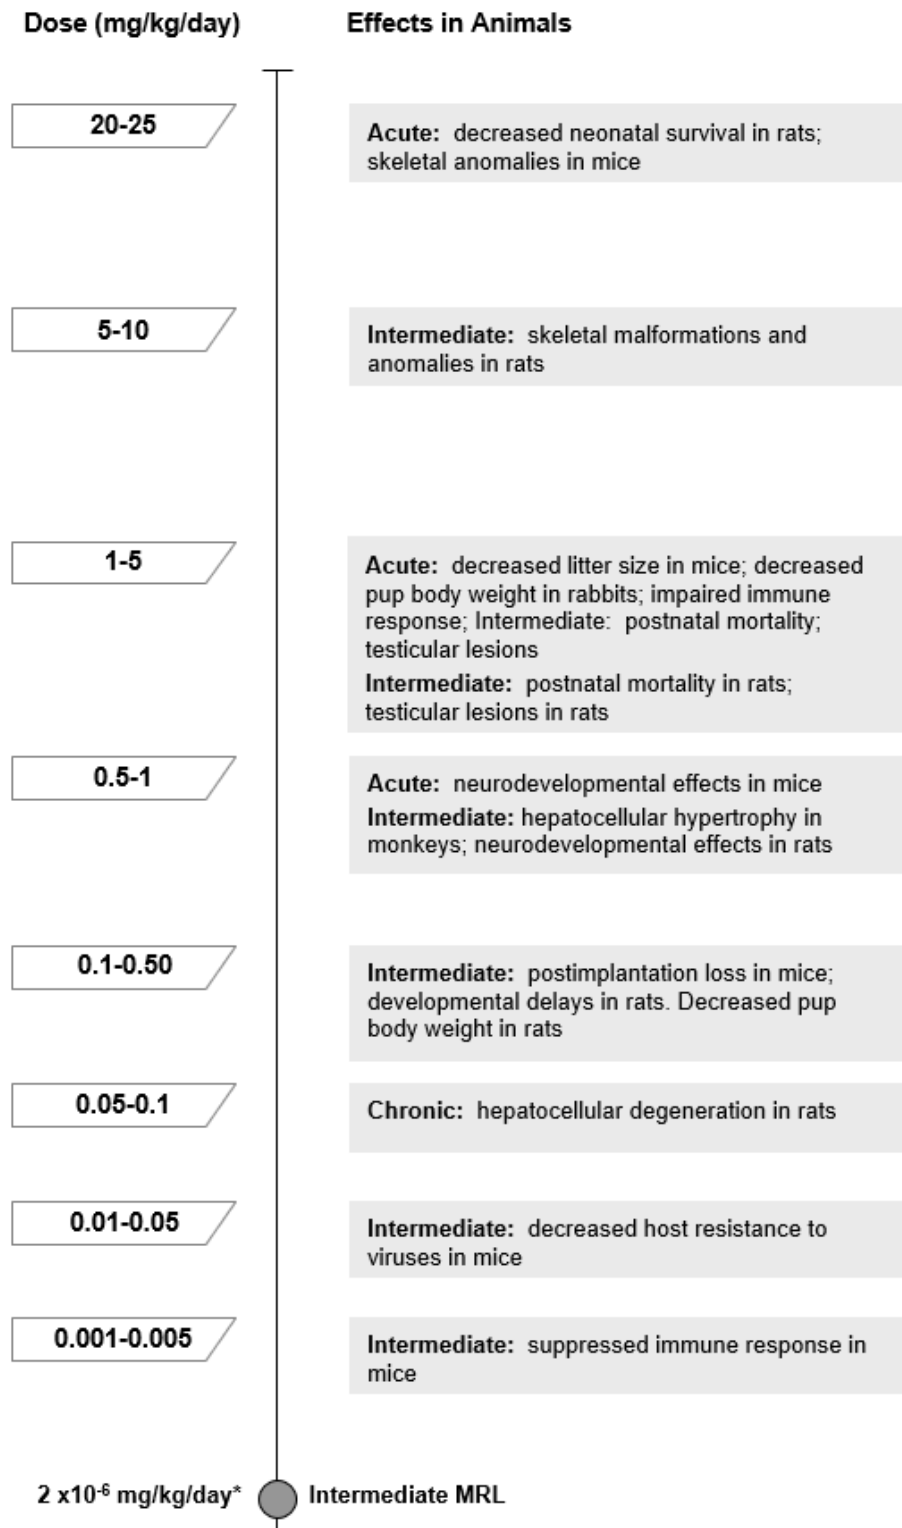 Dose (mg/kg/day) Effects in Animals
20-25
Acute: decreased neonatal survival in rats;
skeletal anomalies in mice
5-10
Intermediate: skeletal malformations and
anomalies in rats
1-5
Acute: decreased litter size in mice; decreased
pup body weight in rabbits; impaired immune
response; Intermediate: postnatal mortality;
testicular lesions
Intermediate: postnatal mortality in rats;
testicular lesions in rats
0.5-1
Acute: neurodevelopmental effects in mice
Intermediate: hepatocellular hypertrophy in
monkeys; neurodevelopmental effects in rats
0.1-0.50
Intermediate: postimplantation loss in mice;
developmental delays in rats. Decreased pup
body weight in rats
0.05-0.1
Chronic: hepatocellular degeneration in rats
0.01-0.05
Intermediate: decreased host resistance to
viruses in mice
0.001-0.005
Intermediate: suppressed immune response in
mice
2 x10⁻⁶ mg/kg/day* Intermediate MRL